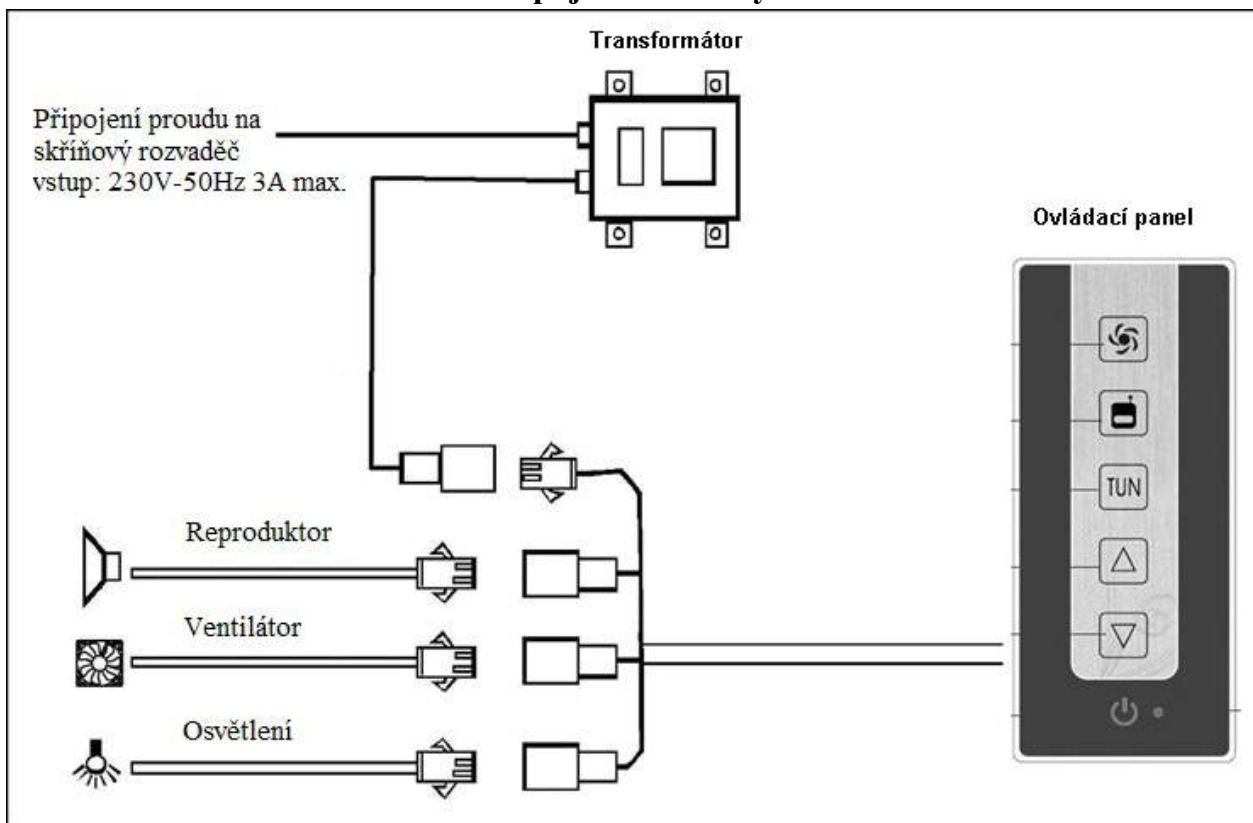 Transformátor
Připojení proudu na
skříňový rozvaděč
vstup: 230V-50Hz 3A max.
Ovládací panel
TUN
Reproduktor
Ventilátor
Osvětlení